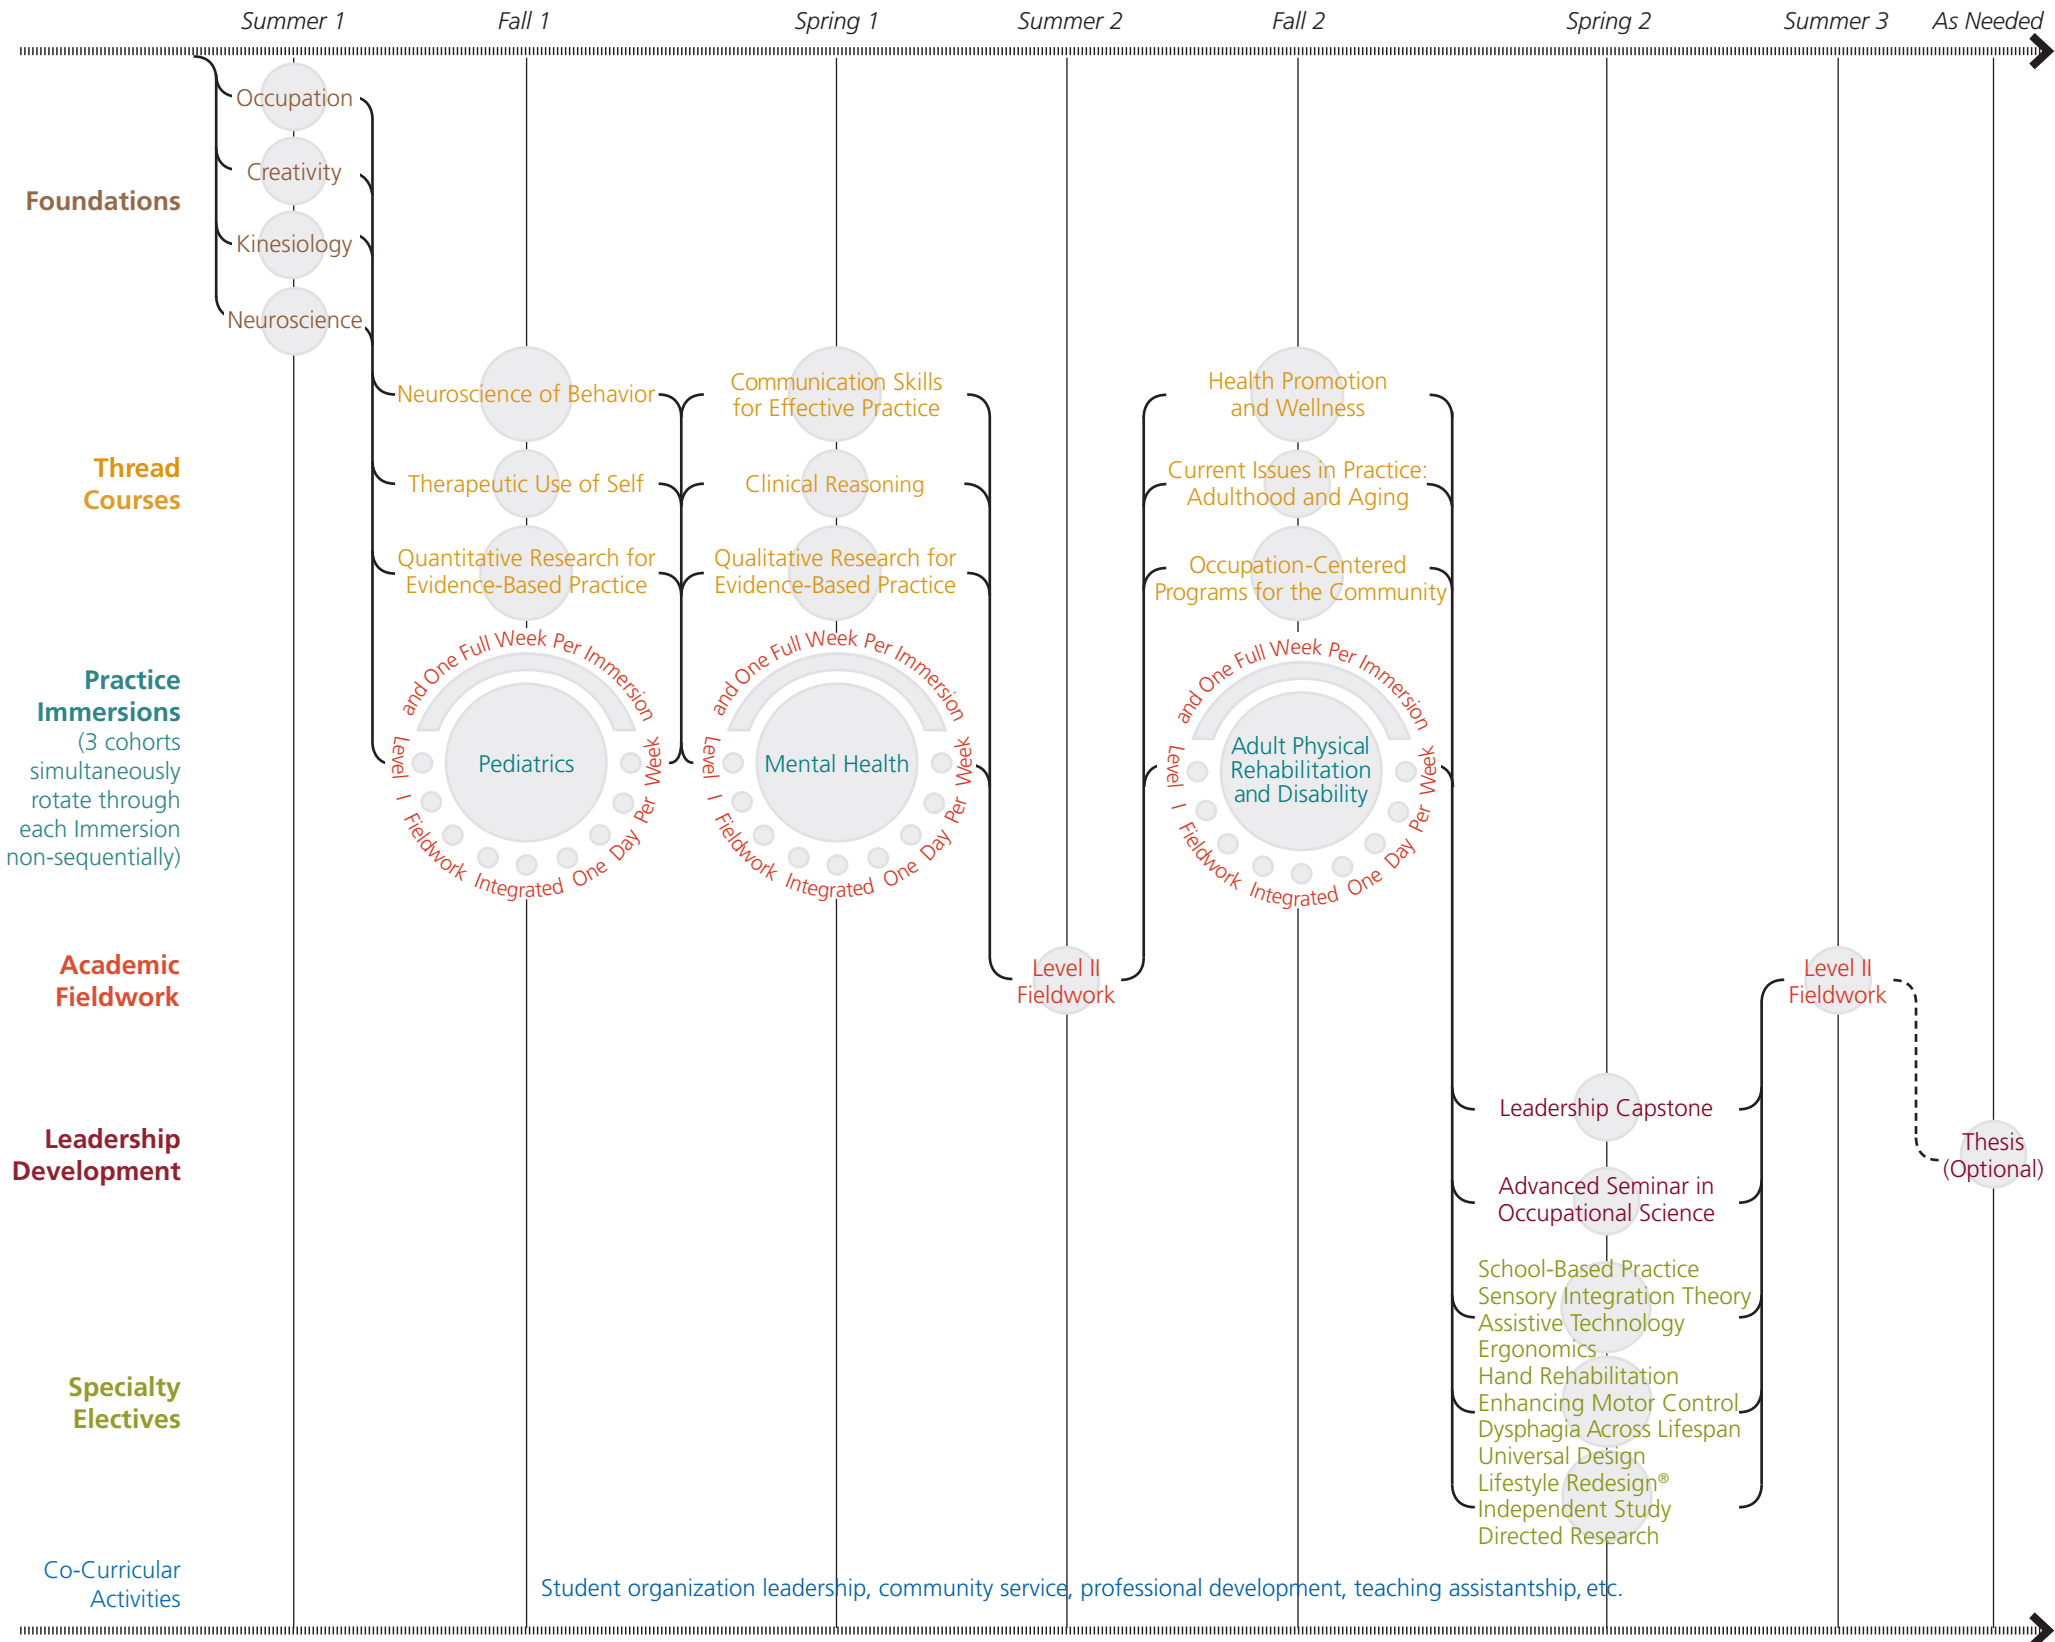 Summer 1
Fall 1
Spring 1
Summer 2
Fall 2
Spring 2
Summer 3
As Needed
Foundations
Occupation
Creativity
Kinesiology
Neuroscience
Thread
Courses
Neuroscience of Behavior
Therapeutic Use of Self
Quantitative Research for
Evidence-Based Practice
Communication Skills
for Effective Practice
Clinical Reasoning
Qualitative Research for
Evidence-Based Practice
Health Promotion
and Wellness
Current Issues in Practice:
Adulthood and Aging
Occupation-Centered
Programs for the Community
Practice
Immersions
(3 cohorts
simultaneously
rotate through
each Immersion
non-sequentially)
Level I Fieldwork Integrated One Day Per Week
and One Full Week Per Immersion
Pediatrics
Level I Fieldwork Integrated One Day Per Week
and One Full Week Per Immersion
Mental Health
Level I Fieldwork Integrated One Day Per Week
and One Full Week Per Immersion
Adult Physical
Rehabilitation
and Disability
Academic
Fieldwork
Level II
Fieldwork
Level II
Fieldwork
Leadership
Development
Leadership Capstone
Advanced Seminar in
Occupational Science
Thesis
(Optional)
Specialty
Electives
School-Based Practice
Sensory Integration Theory
Assistive Technology
Ergonomics
Hand Rehabilitation
Enhancing Motor Control
Dysphagia Across Lifespan
Universal Design
Lifestyle Redesign®
Independent Study
Directed Research
Co-Curricular
Activities
Student organization leadership, community service, professional development, teaching assistantship, etc.